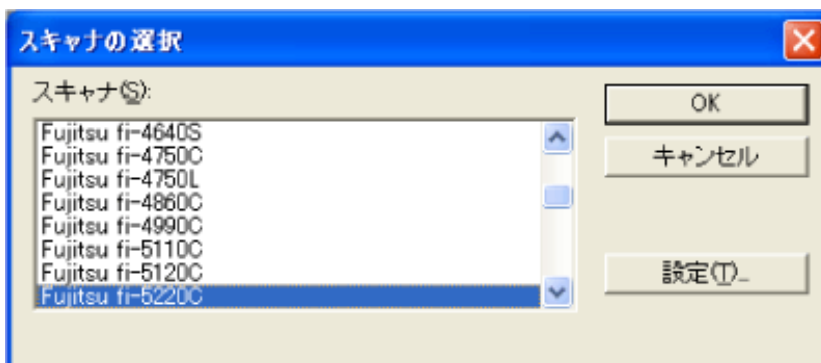 スキャナの選択
スキャナ(S):
Fujitsu fi-4640S
Fujitsu fi-4750C
Fujitsu fi-4750L
Fujitsu fi-4860C
Fujitsu fi-4990C
Fujitsu fi-5110C
Fujitsu fi-5120C
Fujitsu fi-5220C
OK
キャンセル
設定(T)...